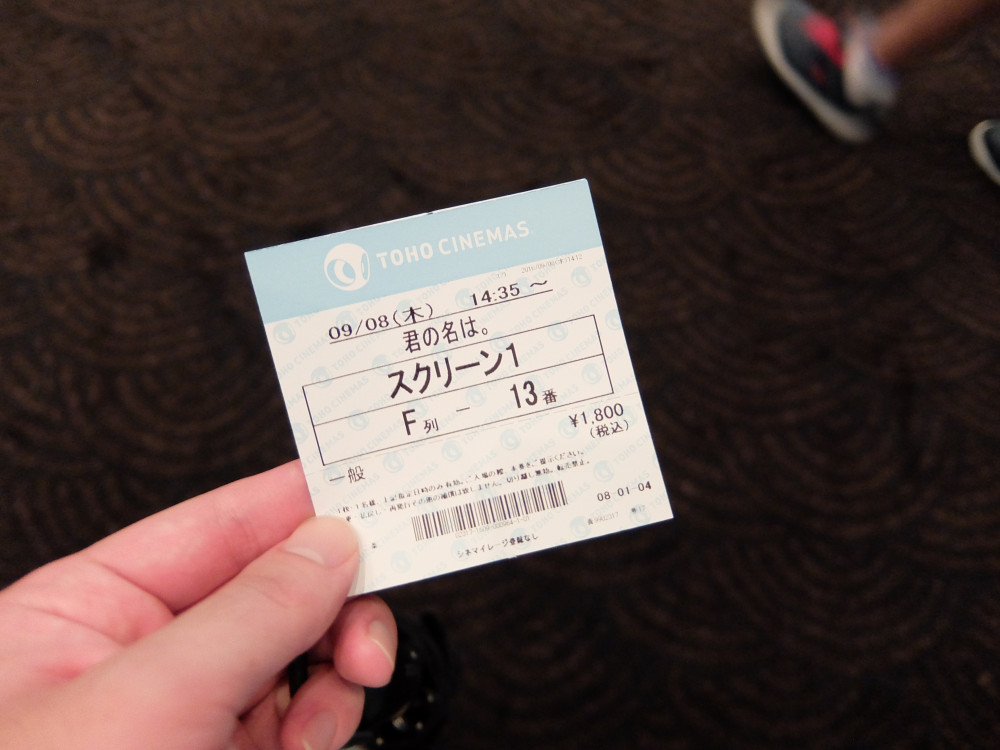 TOHO CINEMAS
09/08(木) 14:35 ～
君の名は。
スクリーン1
F列 － 13番
¥1,800
(税込)
一般
08-01-04
シネマイレージ登録なし